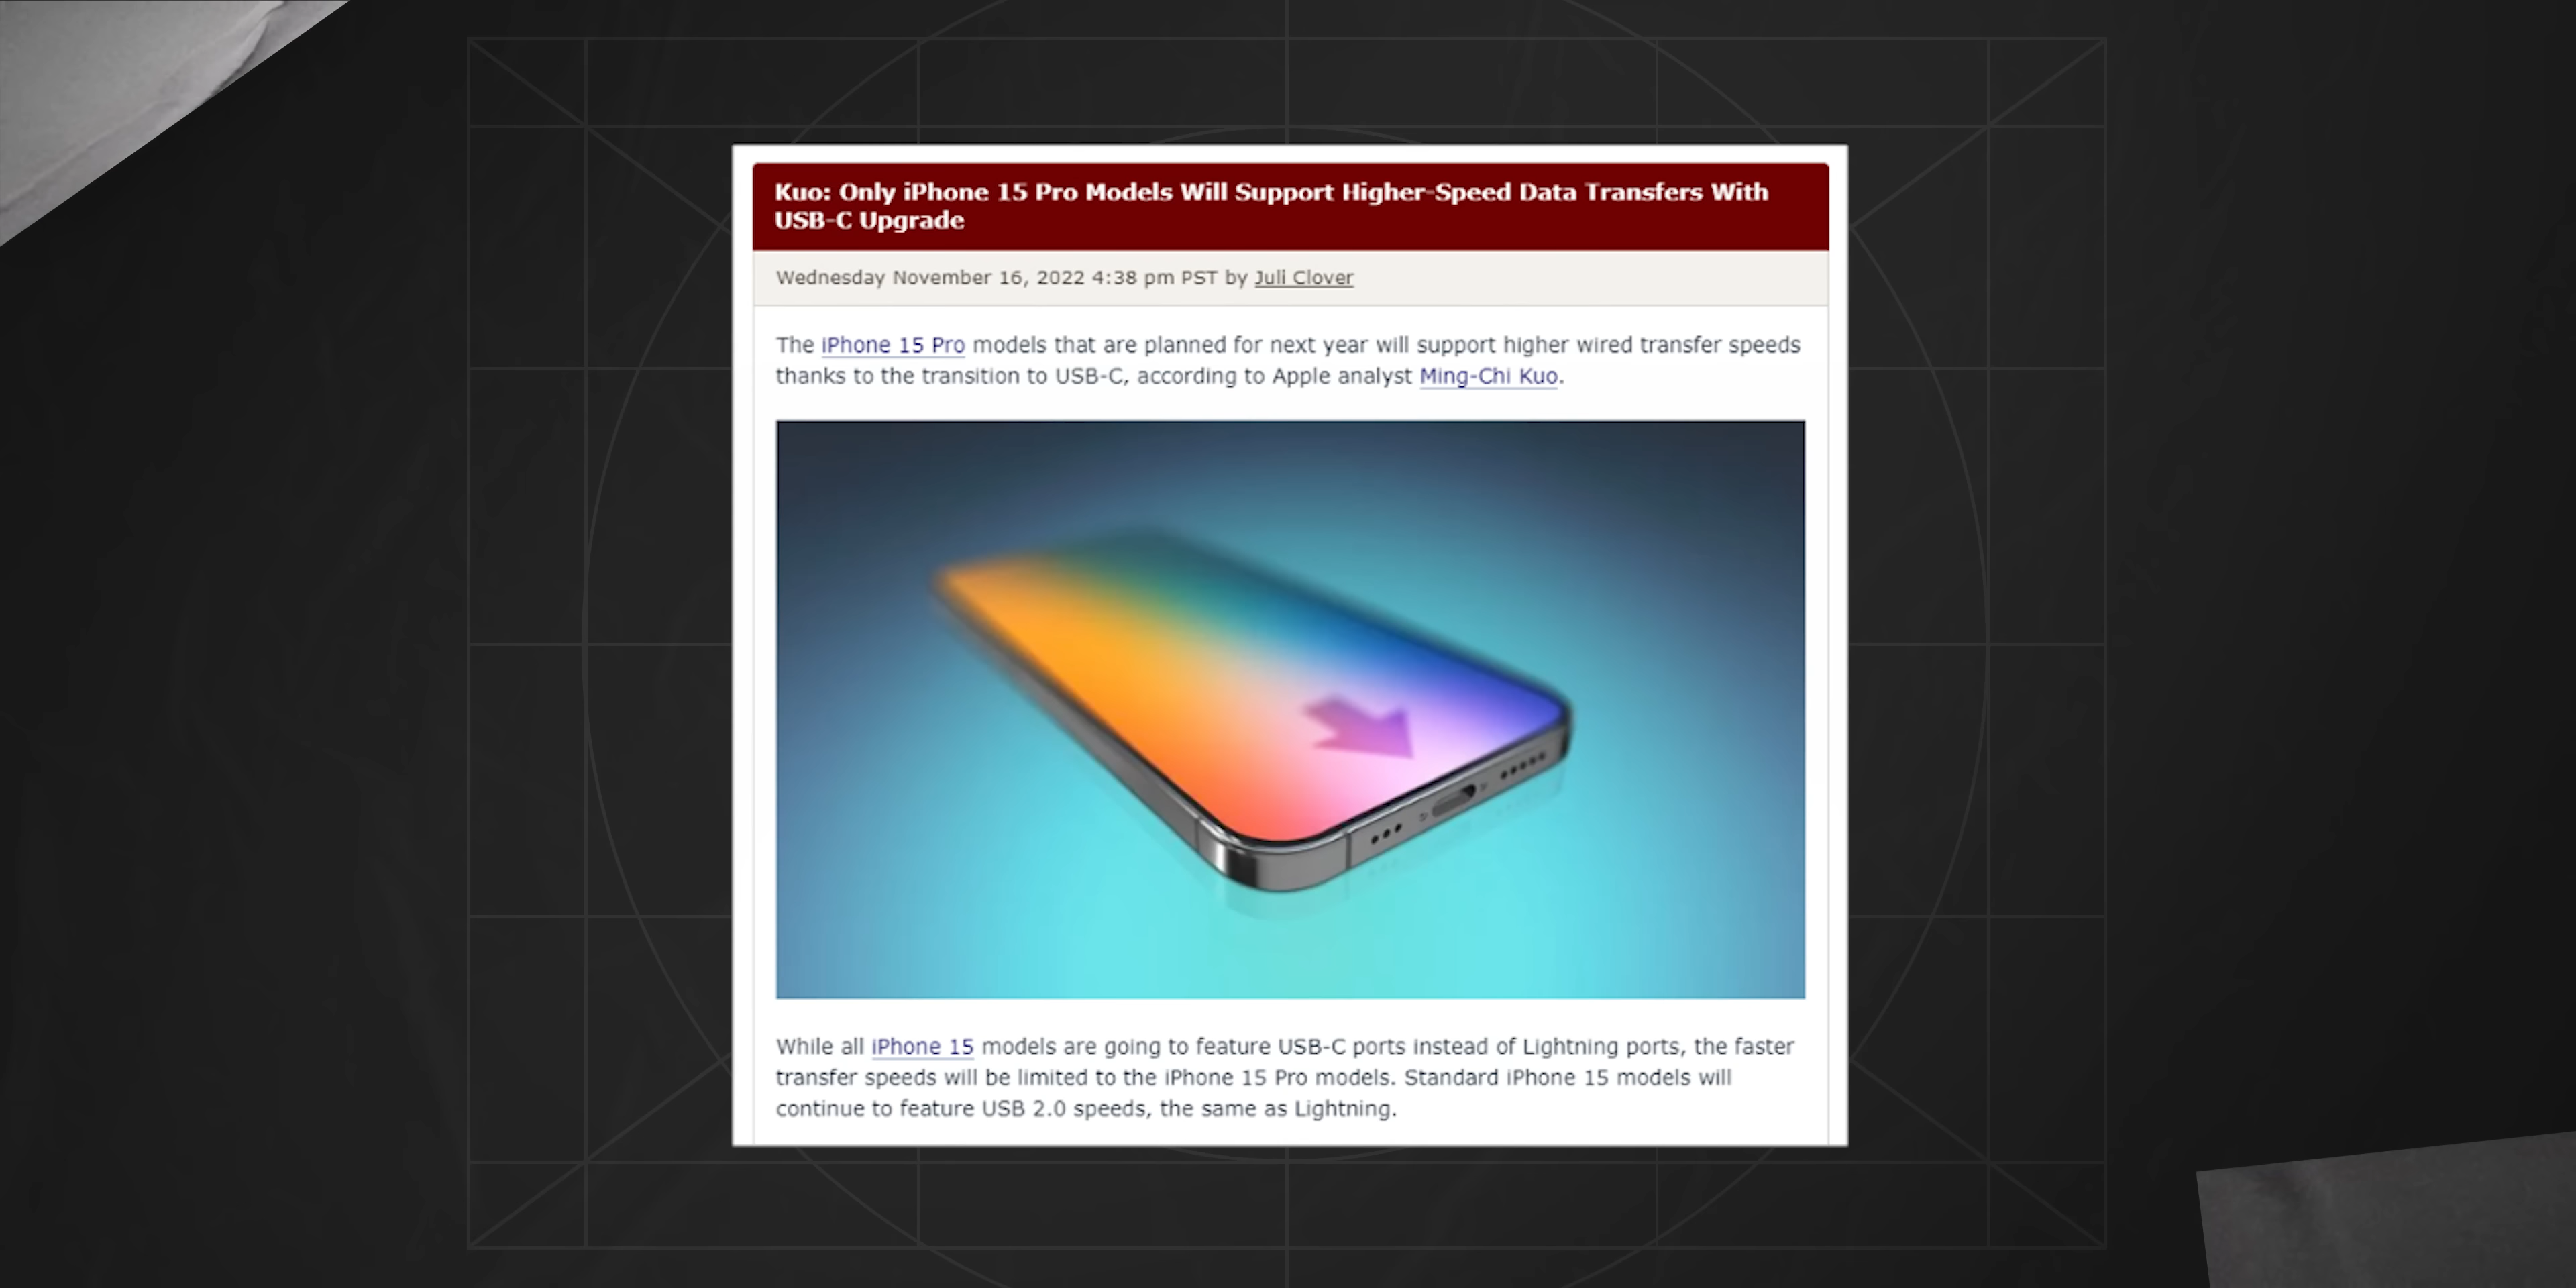 Kuo: Only iPhone 15 Pro Models Will Support Higher-Speed Data Transfers With
USB-C Upgrade
Wednesday November 16, 2022 4:38 pm PST by Juli Clover
The iPhone 15 Pro models that are planned for next year will support higher wired transfer speeds
thanks to the transition to USB-C, according to Apple analyst Ming-Chi Kuo.
While all iPhone 15 models are going to feature USB-C ports instead of Lightning ports, the faster
transfer speeds will be limited to the iPhone 15 Pro models. Standard iPhone 15 models will
continue to feature USB 2.0 speeds, the same as Lightning.